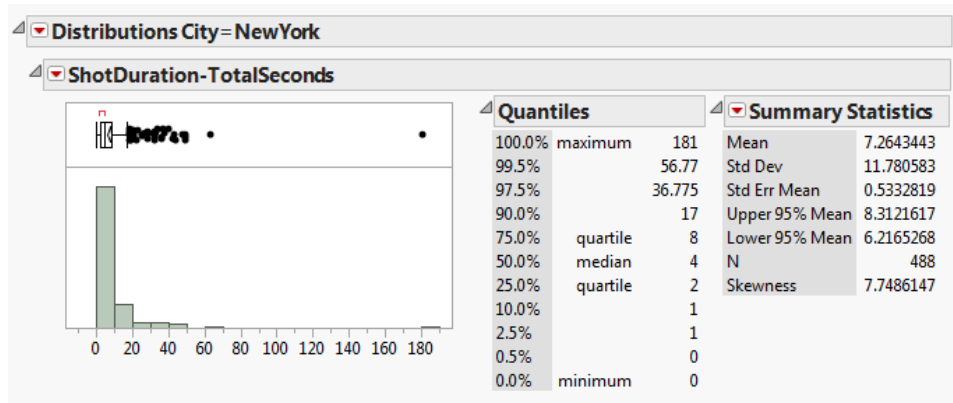 Distributions City=NewYork
ShotDuration-TotalSeconds
0 20 40 60 80 100 120 140 160 180
Quantiles
100.0% maximum 181
99.5% 56.77
97.5% 36.775
90.0% 17
75.0% quartile 8
50.0% median 4
25.0% quartile 2
10.0% 1
2.5% 1
0.5% 0
0.0% minimum 0
Summary Statistics
Mean 7.2643443
Std Dev 11.780583
Std Err Mean 0.5332819
Upper 95% Mean 8.3121617
Lower 95% Mean 6.2165268
N 488
Skewness 7.7486147